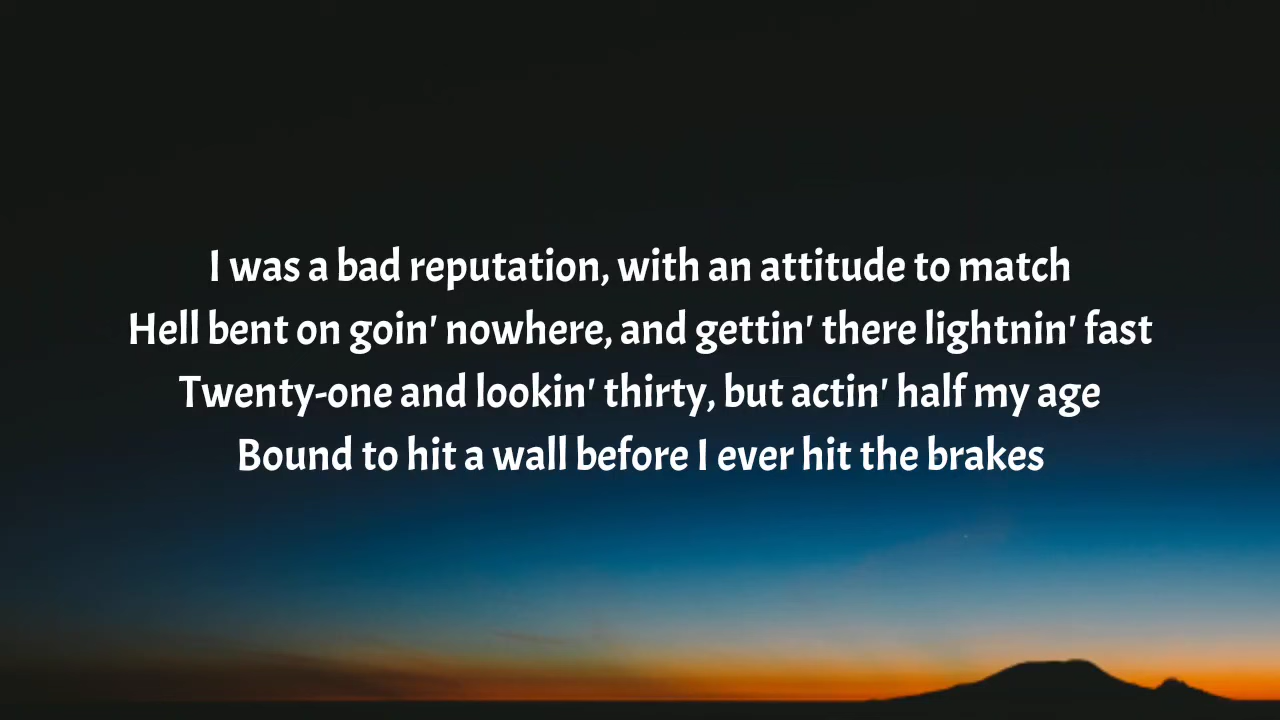 I was a bad reputation, with an attitude to match
Hell bent on goin' nowhere, and gettin' there lightnin' fast
Twenty-one and lookin' thirty, but actin' half my age
Bound to hit a wall before I ever hit the brakes